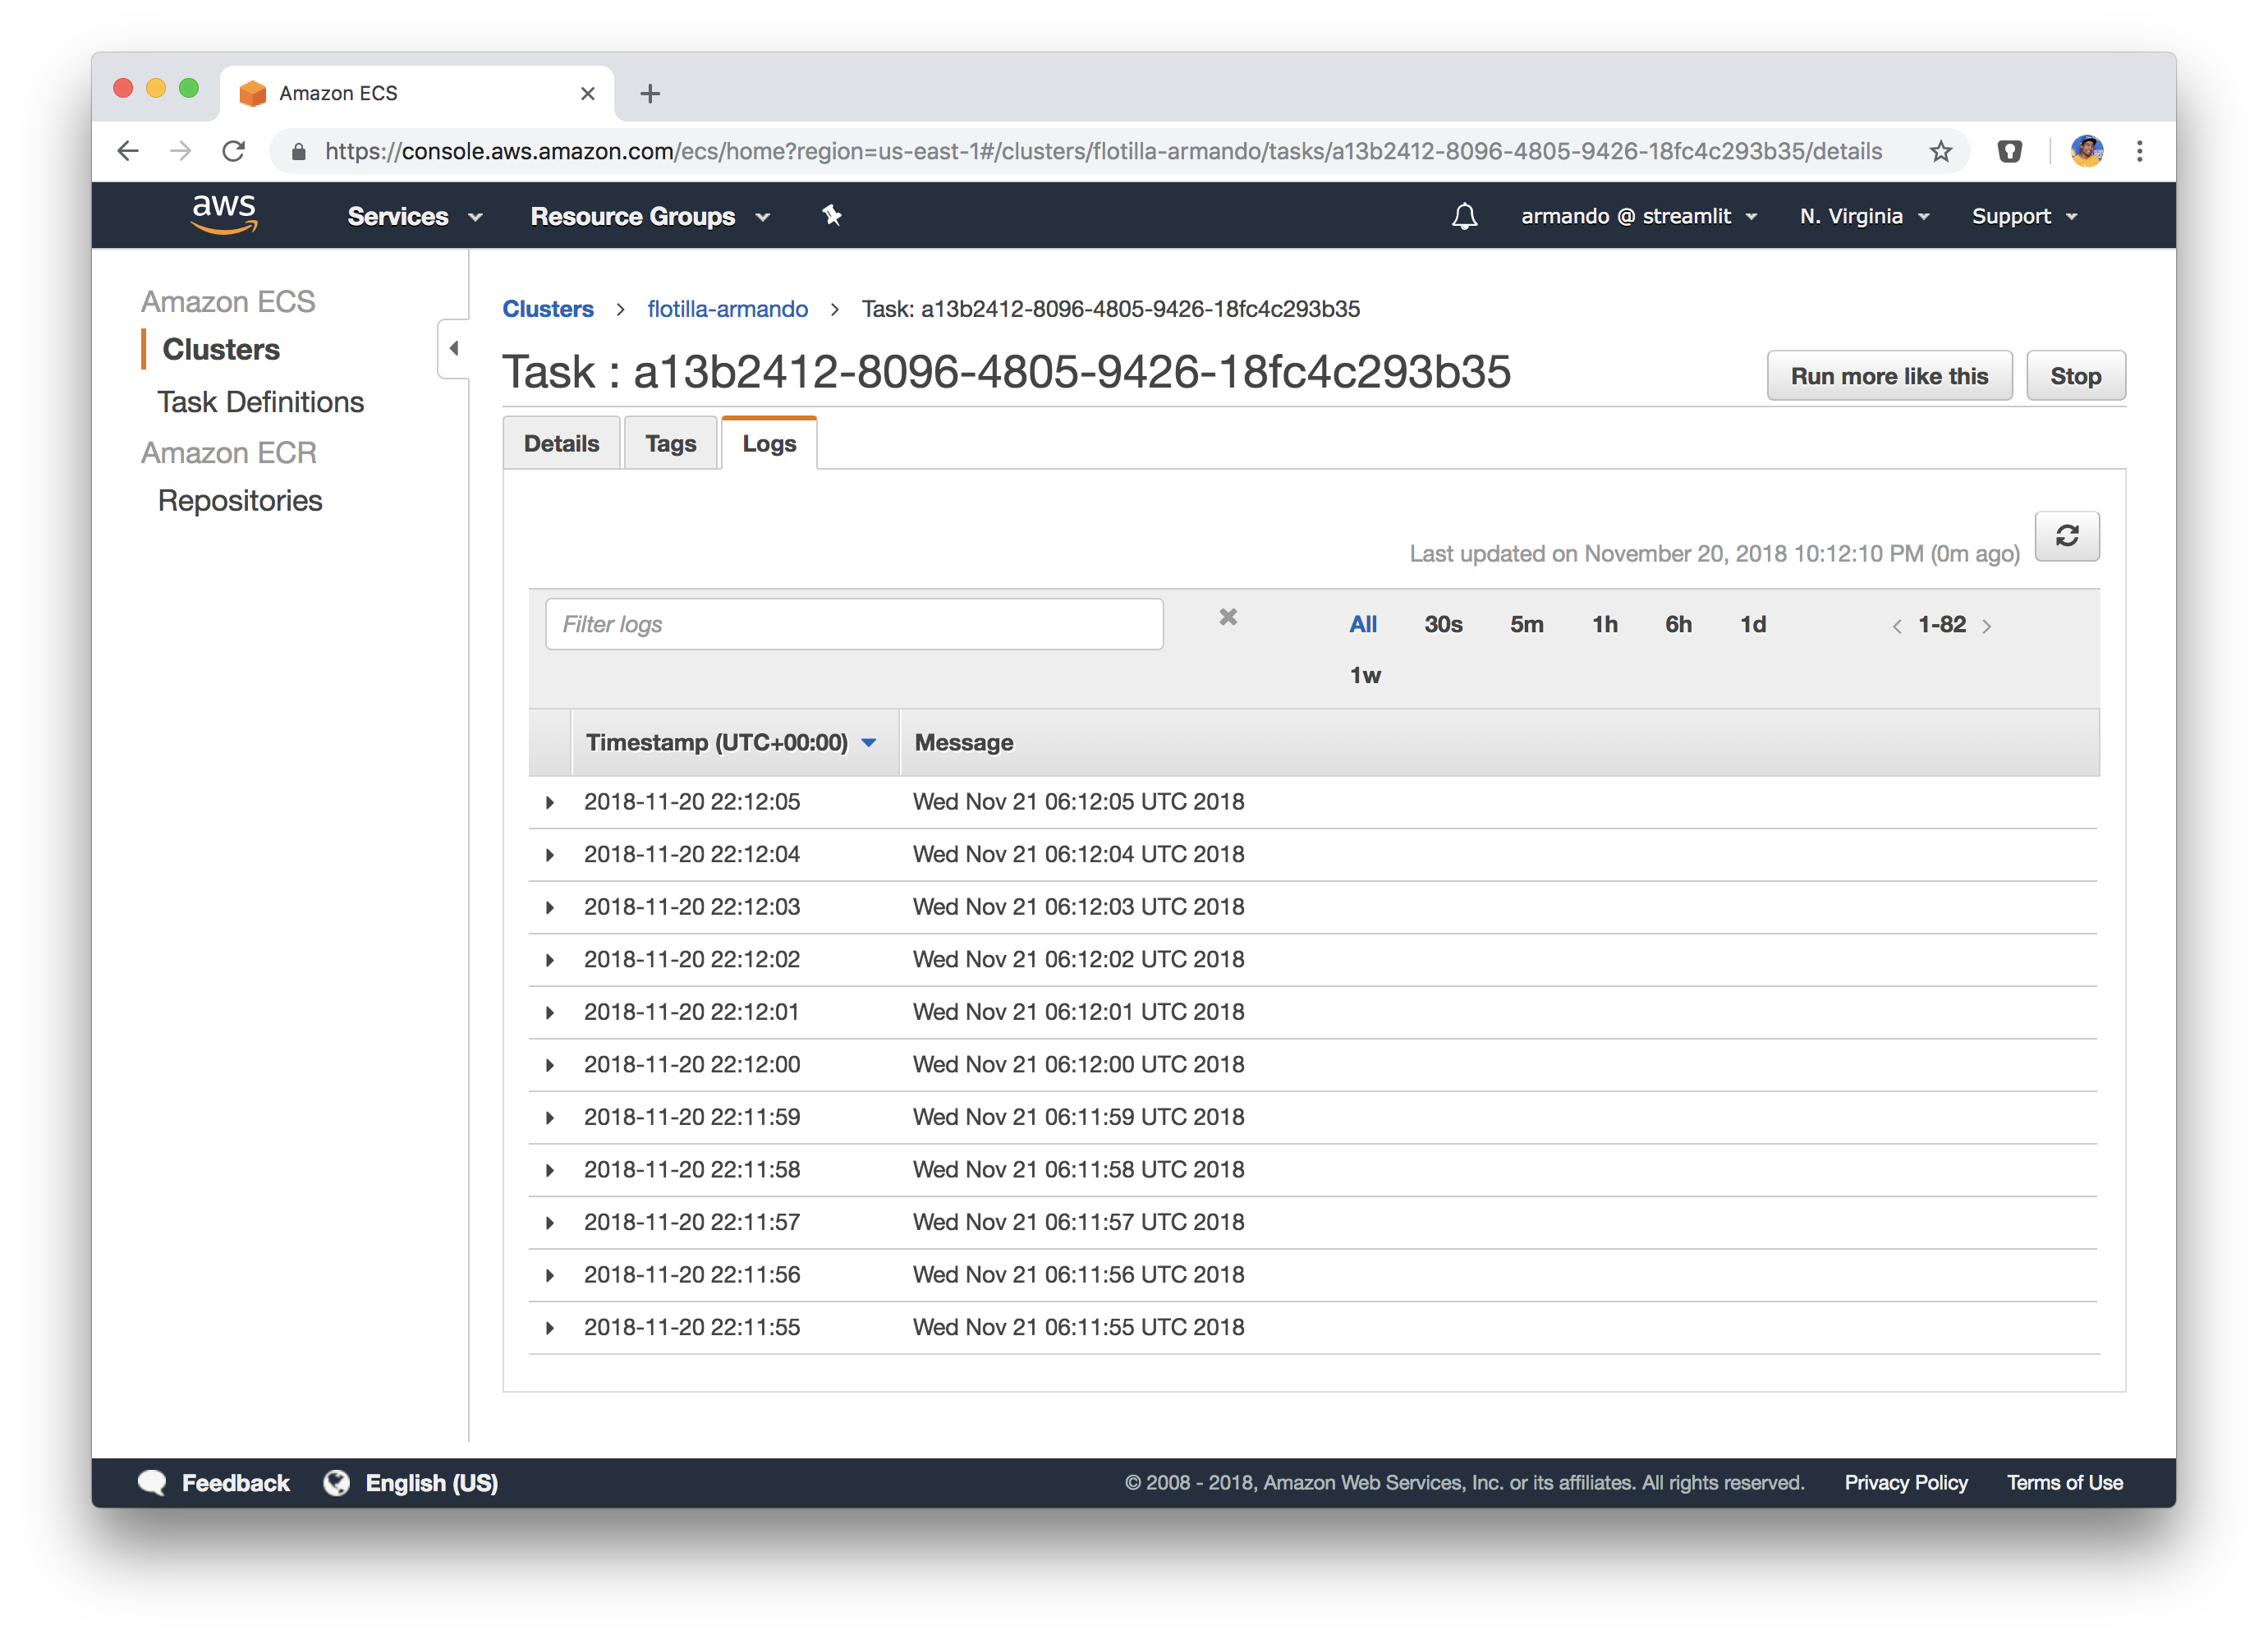 Amazon ECS
https://console.aws.amazon.com/ecs/home?region=us-east-1#/clusters/flotilla-armando/tasks/a13b2412-8096-4805-9426-18fc4c293b35/details
aws Services Resource Groups armando @ streamlit N. Virginia Support
Amazon ECS
Clusters
Task Definitions
Amazon ECR
Repositories
Clusters > flotilla-armando > Task: a13b2412-8096-4805-9426-18fc4c293b35
Task : a13b2412-8096-4805-9426-18fc4c293b35 Run more like this Stop
Details Tags Logs
Last updated on November 20, 2018 10:12:10 PM (0m ago)
Filter logs All 30s 5m 1h 6h 1d < 1-82 >
1w
Timestamp (UTC+00:00) Message
2018-11-20 22:12:05 Wed Nov 21 06:12:05 UTC 2018
2018-11-20 22:12:04 Wed Nov 21 06:12:04 UTC 2018
2018-11-20 22:12:03 Wed Nov 21 06:12:03 UTC 2018
2018-11-20 22:12:02 Wed Nov 21 06:12:02 UTC 2018
2018-11-20 22:12:01 Wed Nov 21 06:12:01 UTC 2018
2018-11-20 22:12:00 Wed Nov 21 06:12:00 UTC 2018
2018-11-20 22:11:59 Wed Nov 21 06:11:59 UTC 2018
2018-11-20 22:11:58 Wed Nov 21 06:11:58 UTC 2018
2018-11-20 22:11:57 Wed Nov 21 06:11:57 UTC 2018
2018-11-20 22:11:56 Wed Nov 21 06:11:56 UTC 2018
2018-11-20 22:11:55 Wed Nov 21 06:11:55 UTC 2018
Feedback English (US) © 2008 - 2018, Amazon Web Services, Inc. or its affiliates. All rights reserved. Privacy Policy Terms of Use